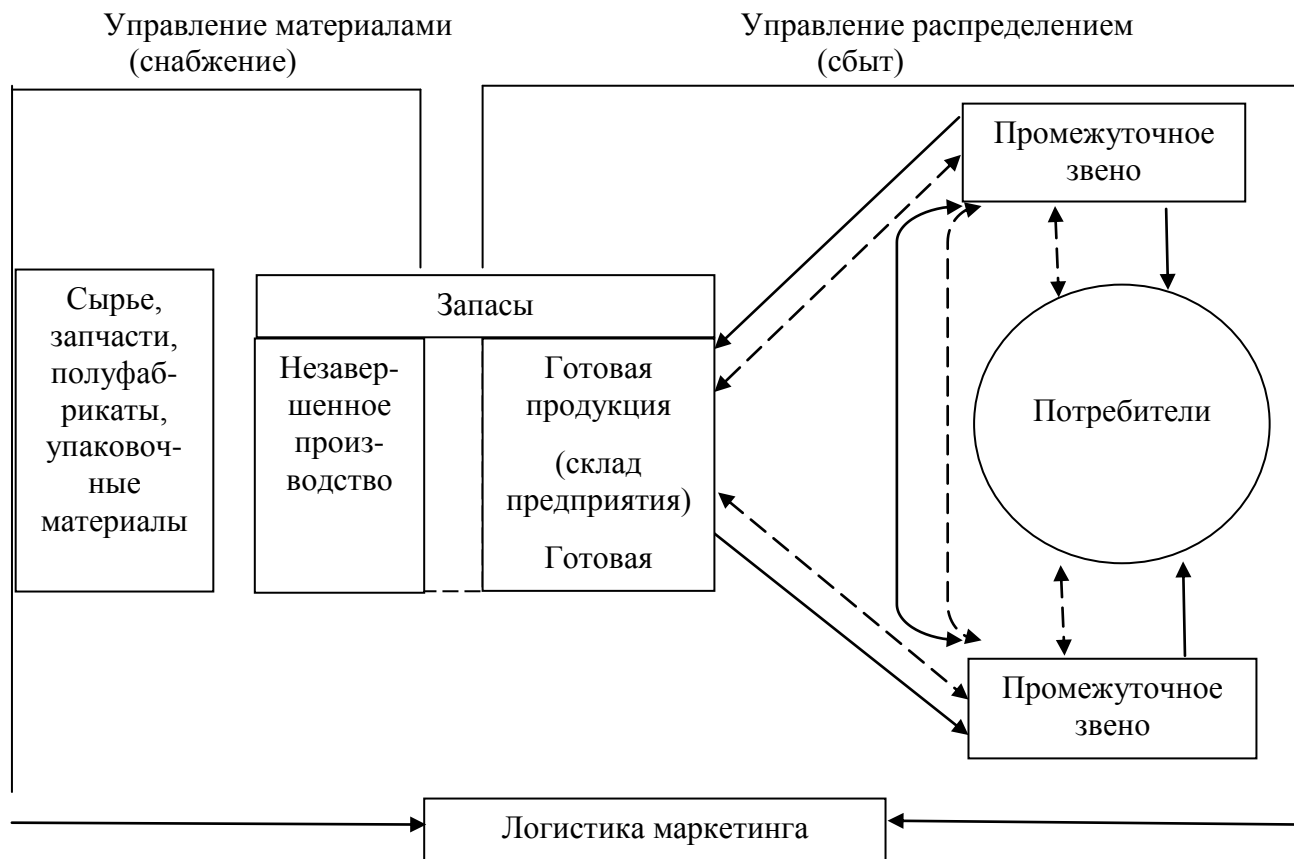 Управление материалами
(снабжение)
Управление распределением
(сбыт)
Промежуточное
звено
Сырье,
запчасти,
полуфаб-
рикаты,
упаковоч-
ные
материалы
Запасы
Незавер-
шенное
произ-
водство
Готовая
продукция
(склад
предприятия)
Готовая
Потребители
Промежуточное
звено
Логистика маркетинга